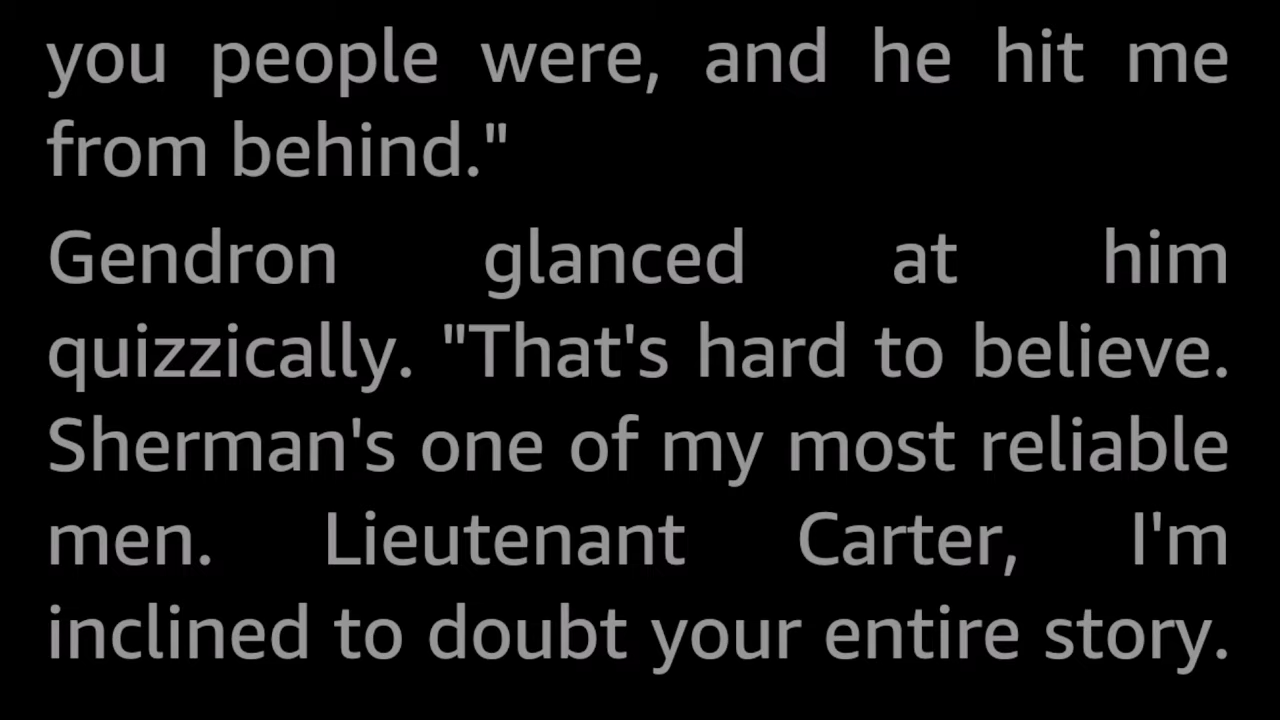 you people were, and he hit me
from behind."
Gendron glanced at him
quizzically. "That's hard to believe.
Sherman's one of my most reliable
men. Lieutenant Carter, I'm
inclined to doubt your entire story.